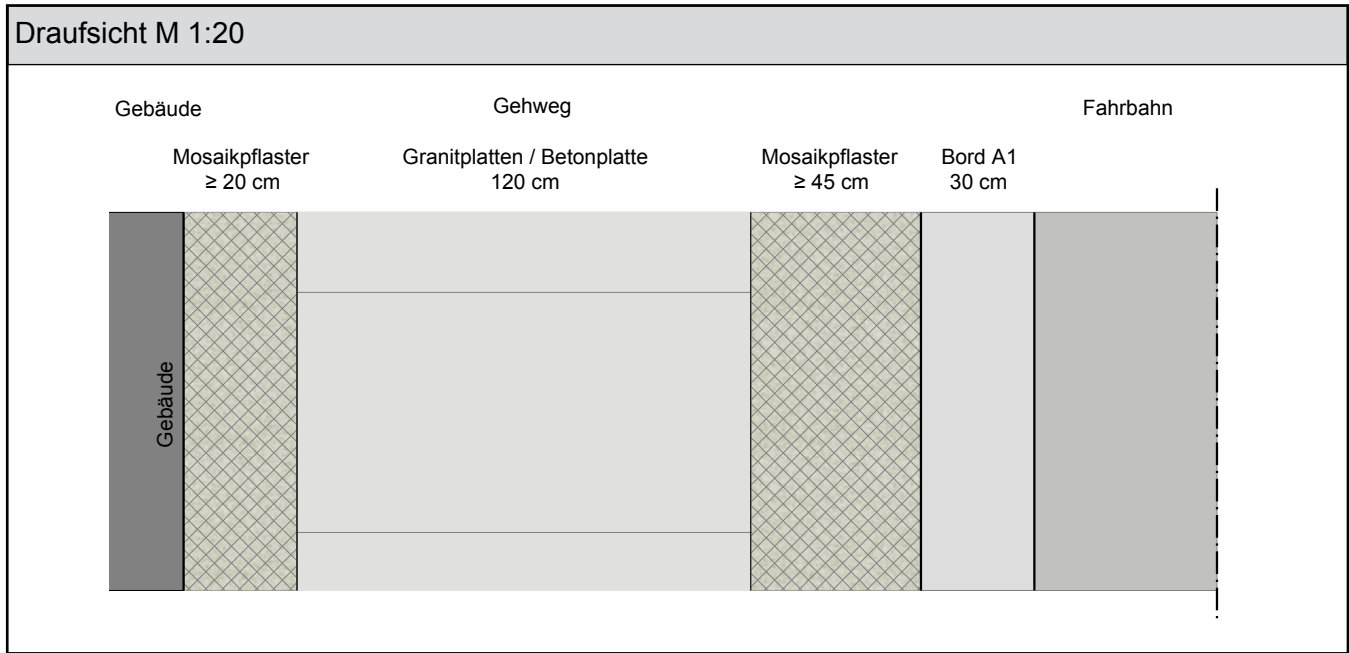 Draufsicht M 1:20
Gebäude
Gehweg
Fahrbahn
Mosaikpflaster
≥ 20 cm
Granitplatten / Betonplatte
120 cm
Mosaikpflaster
≥ 45 cm
Bord A1
30 cm
Gebäude